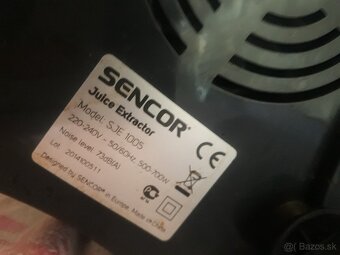 SENCOR
Juice Extractor
Model: SJE 1005
220-240V ~ 50/60Hz, 500-700W
Noise level: 73dB(A)
Lot: 2014100511
Designed by SENCOR® in Europe, Made in China
CE
bazos.sk